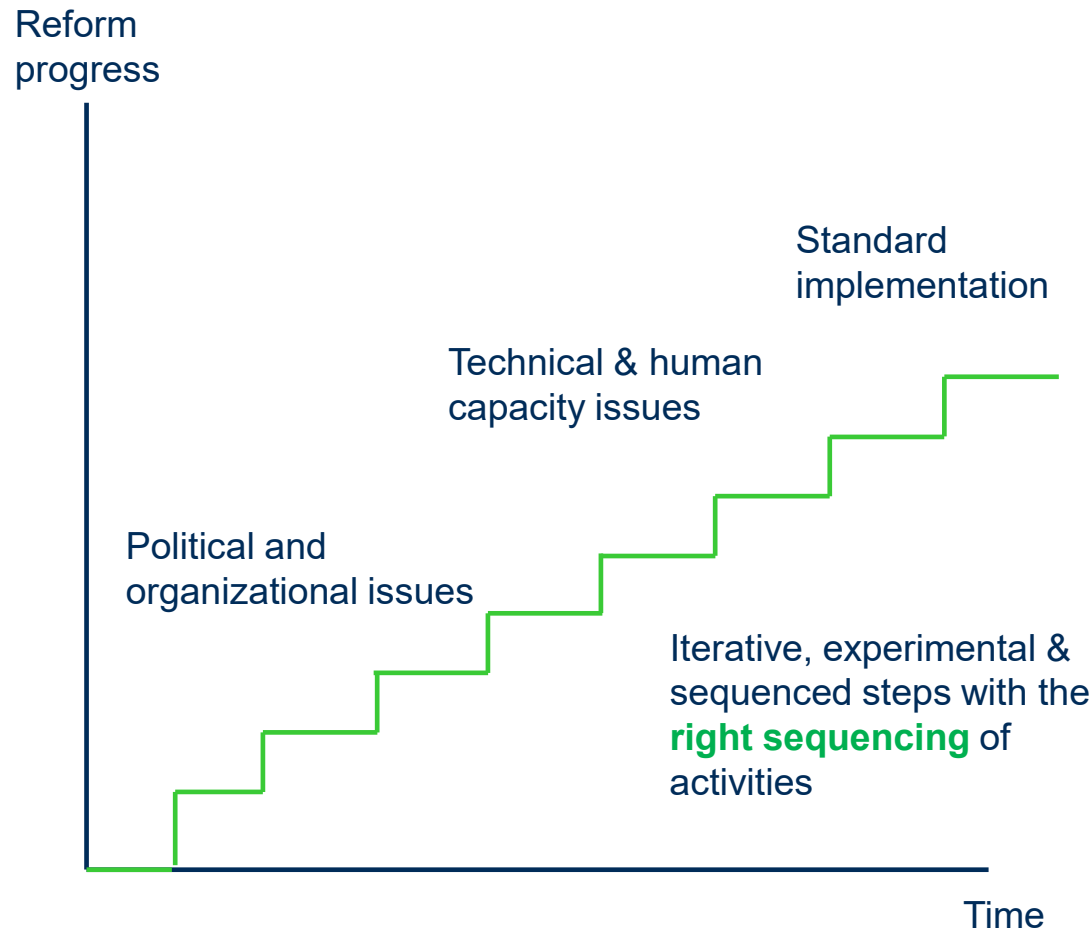 Reform
progress
Standard
implementation
Technical & human
capacity issues
Political and
organizational issues
Iterative, experimental &
sequenced steps with the
right sequencing of
activities
Time